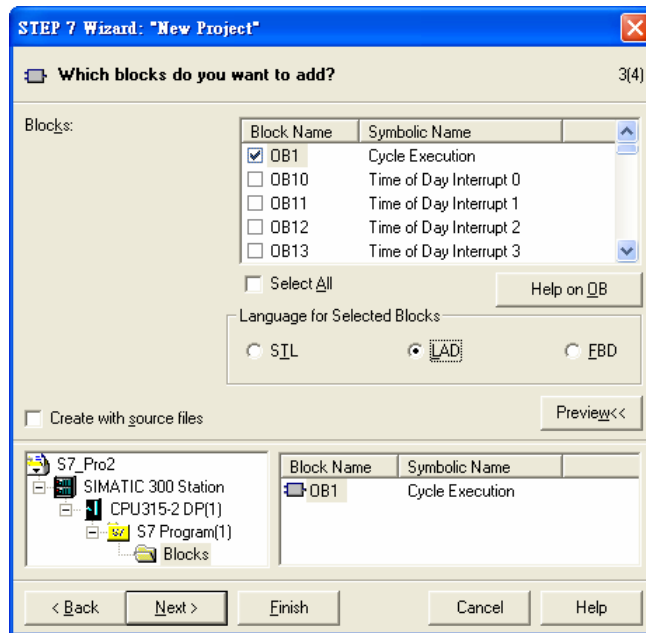 STEP 7 Wizard: "New Project"
Which blocks do you want to add?
3(4)
Blocks:
Block Name Symbolic Name
OB1 Cycle Execution
OB10 Time of Day Interrupt 0
OB11 Time of Day Interrupt 1
OB12 Time of Day Interrupt 2
OB13 Time of Day Interrupt 3
Select All
Help on OB
Language for Selected Blocks
STL LAD FBD
Create with source files
Preview<<
S7_Pro2
SIMATIC 300 Station
CPU315-2 DP(1)
S7 Program(1)
Blocks
Block Name Symbolic Name
OB1 Cycle Execution
< Back Next > Finish Cancel Help